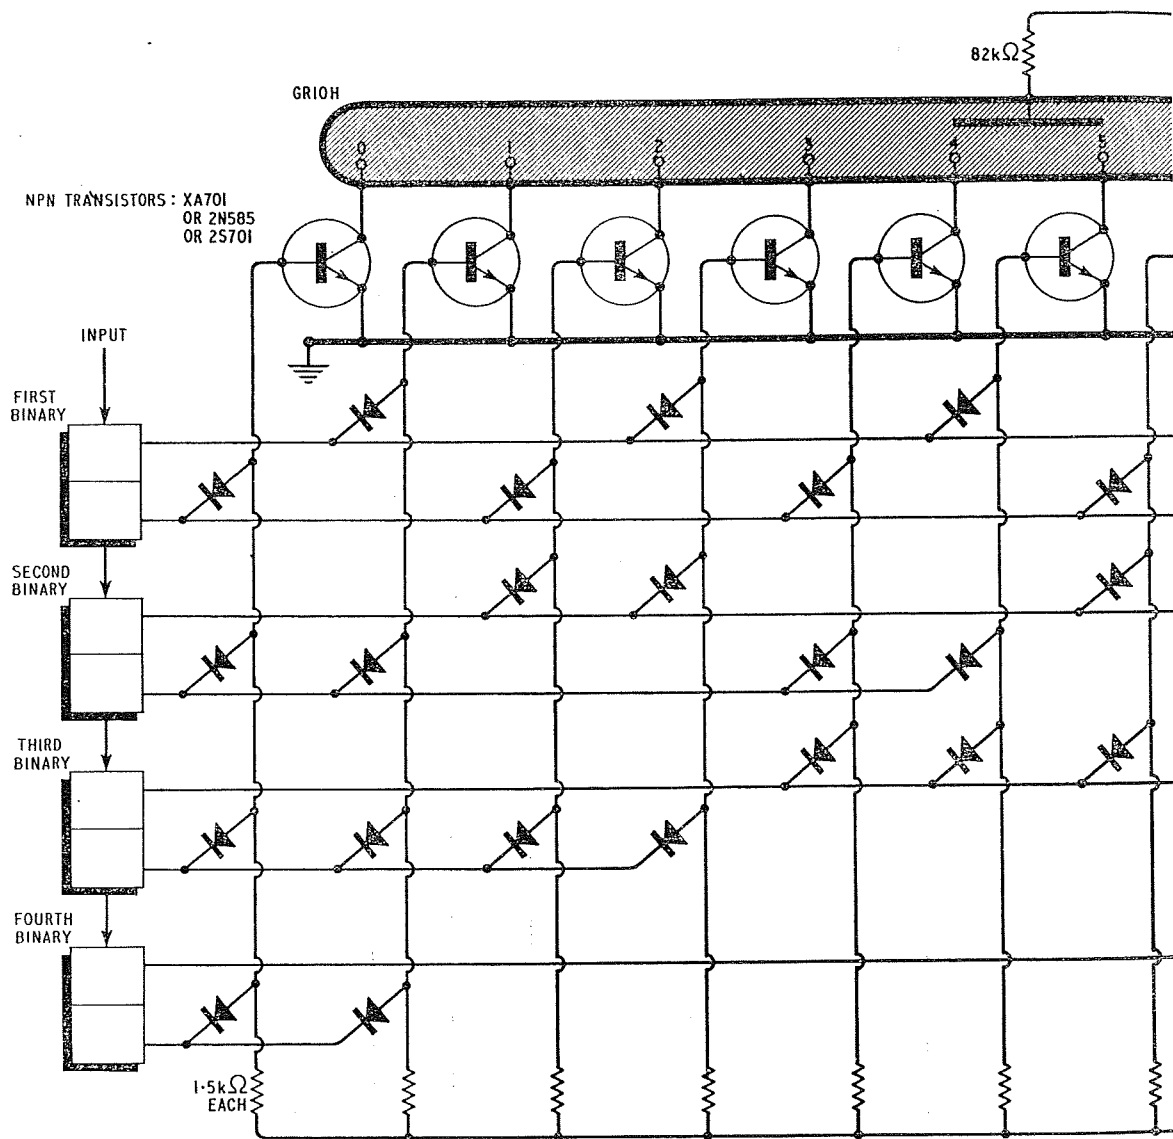 82kΩ
GR10H
0 1 2 3 4 5
NPN TRANSISTORS : XA701
OR 2N585
OR 2S701
INPUT
FIRST
BINARY
SECOND
BINARY
THIRD
BINARY
FOURTH
BINARY
1·5kΩ
EACH